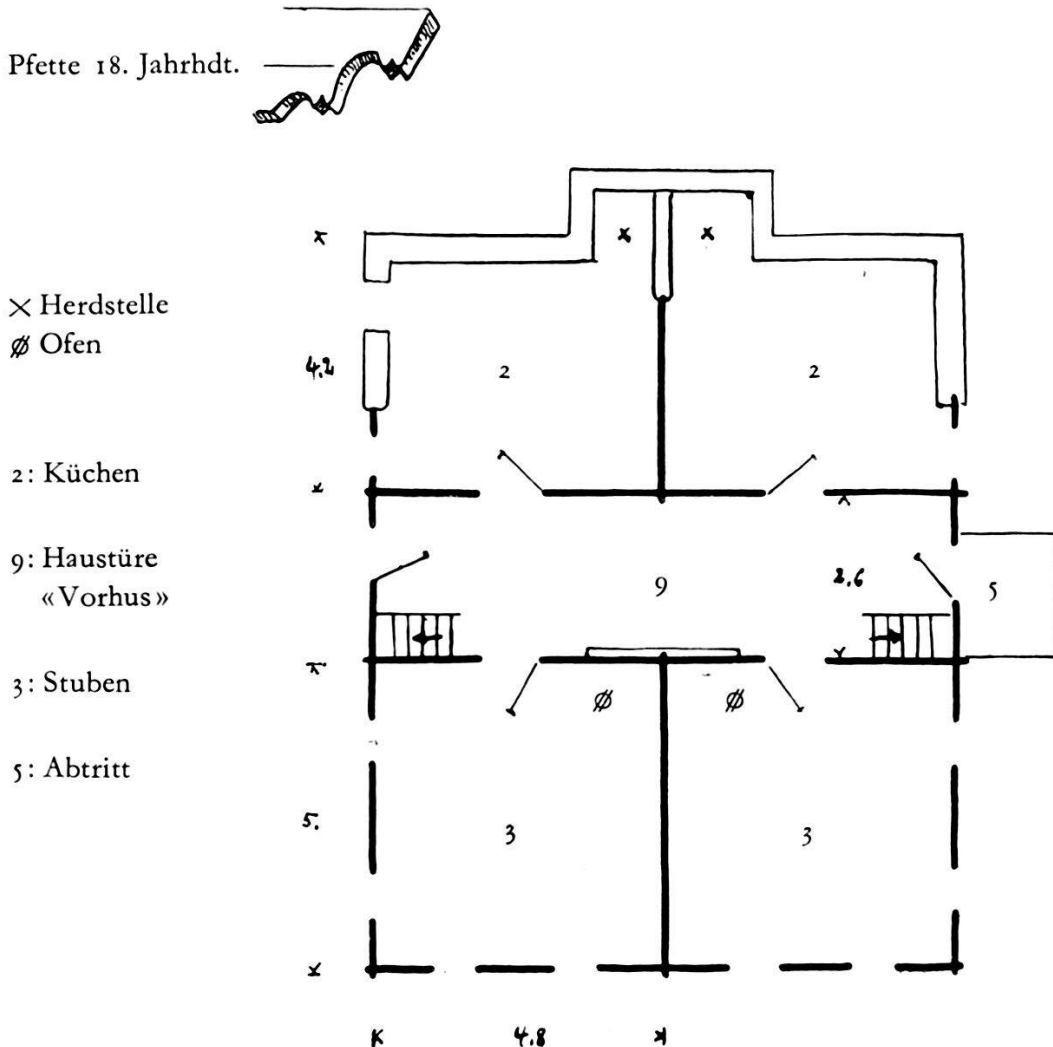 Pfette 18. Jahrhdt.
× Herdstelle
Ø Ofen
4.2
2
2
2: Küchen
9: Haustüre
«Vorhus»
9
2.6
5
3: Stuben
5: Abtritt
5.
3
3
4.8